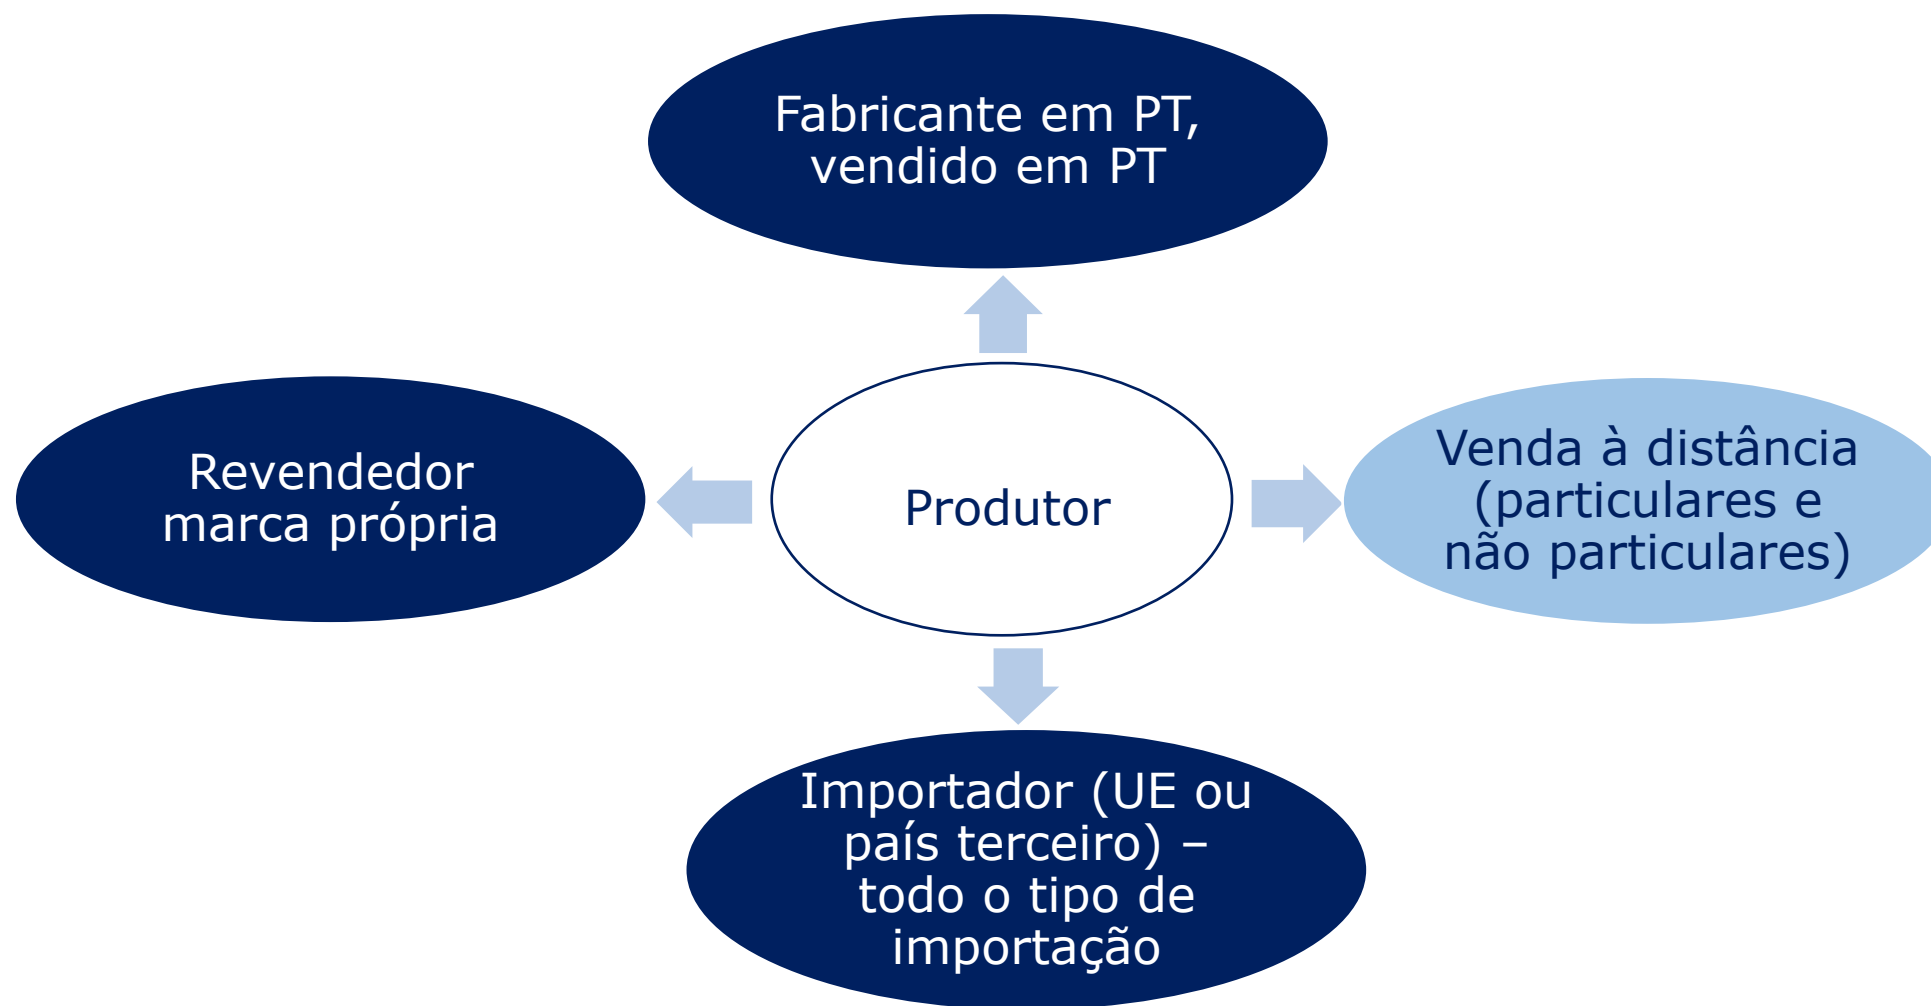 Fabricante em PT,
vendido em PT
Revendedor
marca própria
Produtor
Venda à distância
(particulares e
não particulares)
Importador (UE ou
país terceiro) –
todo o tipo de
importação